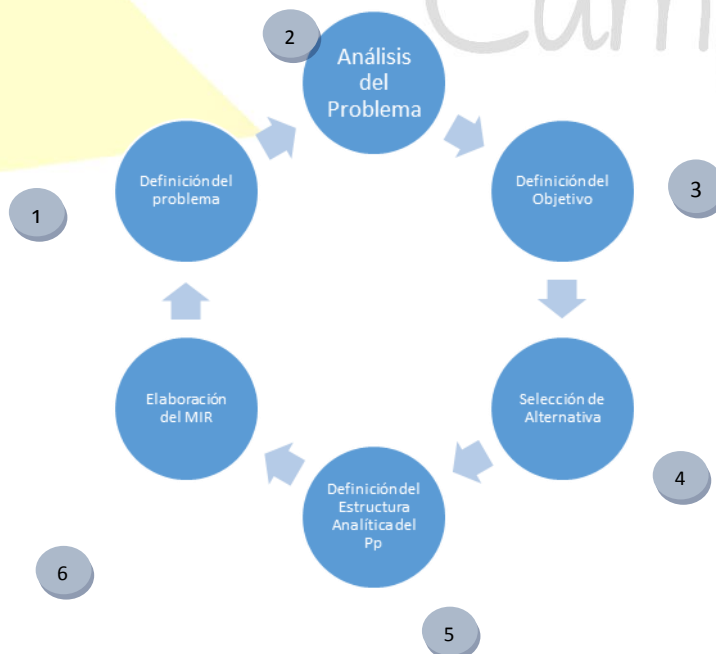 2
Análisis
del
Problema
1
Definición del
problema
Definición del
Objetivo
3
Selección de
Alternativa
4
Definición del
Estructura
Analítica del
Pp
5
Elaboración
del MIR
6